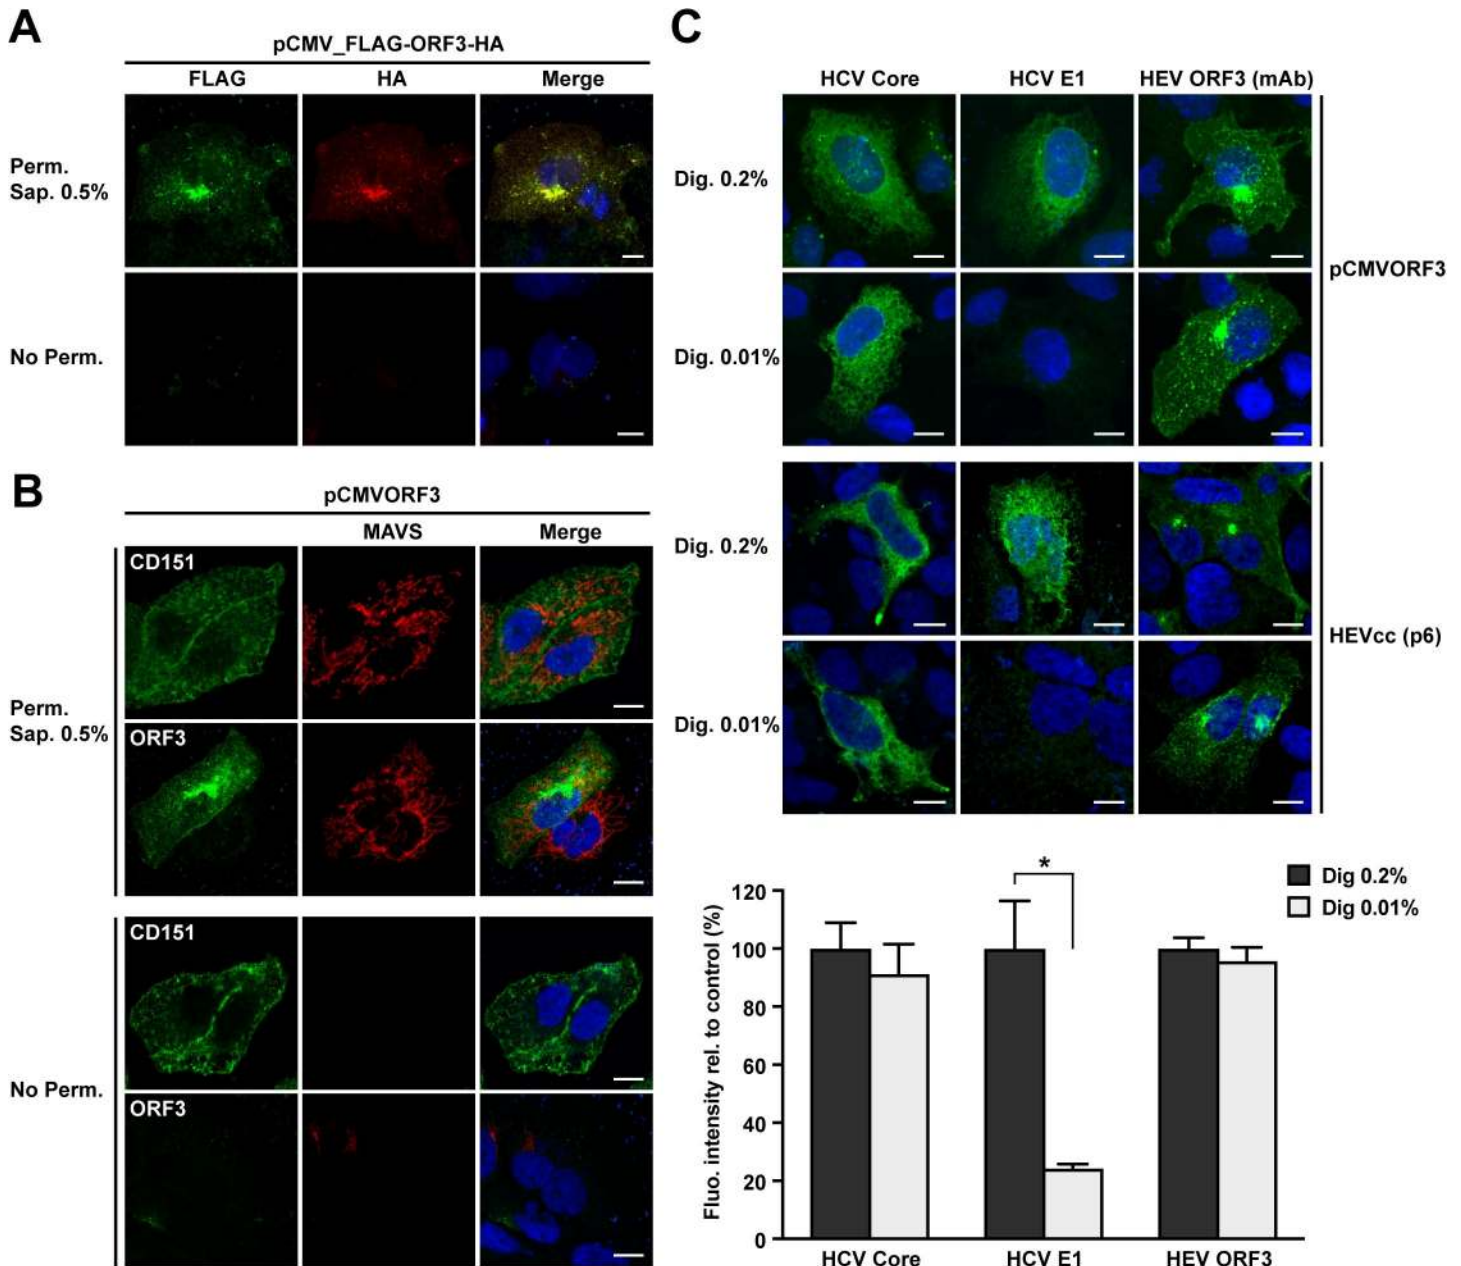 A
pCMV_FLAG-ORF3-HA
FLAG HA Merge
Perm.
Sap. 0.5%
No Perm.
B
pCMVORF3
MAVS Merge
CD151
Perm.
Sap. 0.5%
ORF3
CD151
No Perm.
ORF3
C
HCV Core HCV E1 HEV ORF3 (mAb)
Dig. 0.2%
pCMVORF3
Dig. 0.01%
Dig. 0.2%
HEVcc (p6)
Dig. 0.01%
*
Dig 0.2%
Dig 0.01%
Fluo. intensity rel. to control (%)
120
100
80
60
40
20
0
HCV Core HCV E1 HEV ORF3